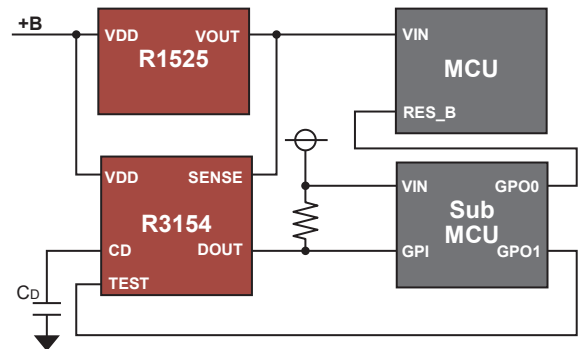 +B
VDD
VOUT
R1525
VIN
MCU
RES_B
VDD
SENSE
R3154
CD
DOUT
TEST
CD
VIN
GPO0
Sub
MCU
GPI
GPO1